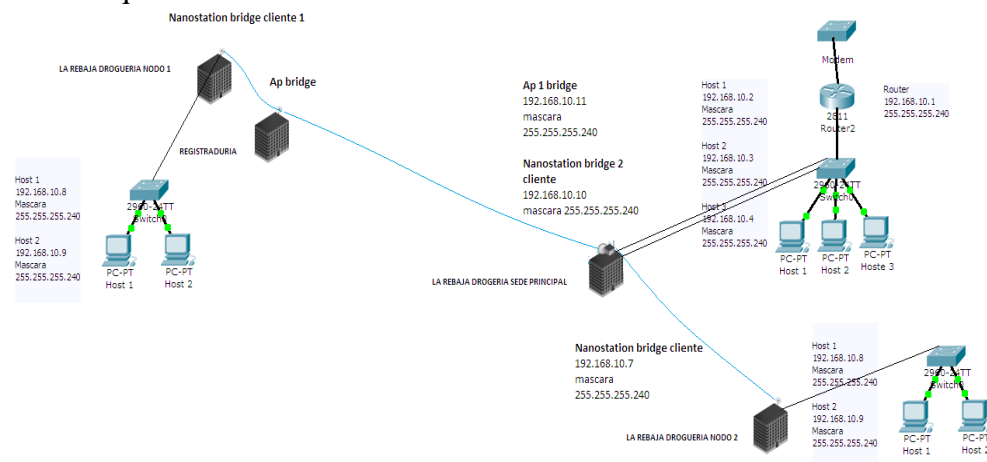 Nanostation bridge cliente 1
LA REBAJA DROGUERIA NODO 1
Ap bridge
REGISTRADURIA
Host 1
192.168.10.8
Mascara
255.255.255.240
Host 2
192.168.10.9
Mascara
255.255.255.240
2960-24TT
Switch0
PC-PT
Host 1
PC-PT
Host 2
Ap 1 bridge
192.168.10.11
mascara
255.255.255.240
Nanostation bridge 2
cliente
192.168.10.10
mascara 255.255.255.240
LA REBAJA DROGERIA SEDE PRINCIPAL
Host 1
192.168.10.2
Mascara
255.255.255.240
Host 2
192.168.10.3
Mascara
255.255.255.240
Host 3
192.168.10.4
Mascara
255.255.255.240
Modem
2811
Router2
Router
192.168.10.1
255.255.255.240
2960-24TT
Switch0
PC-PT
Host 1
PC-PT
Host 2
PC-PT
Hoste 3
Nanostation bridge cliente
192.168.10.7
mascara
255.255.255.240
LA REBAJA DROGUERIA NODO 2
Host 1
192.168.10.8
Mascara
255.255.255.240
Host 2
192.168.10.9
Mascara
255.255.255.240
2960-24TT
PC-PT
Host 1
PC-PT
Host 2